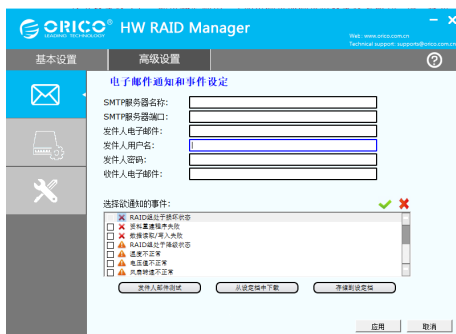 ORICO® HW RAID Manager
LEADING TECHNOLOGY
Web: www.orico.com.cn
Technical support: supports@orico.com.cn
基本设置 高级设置
电子邮件通知和事件设定
SMTP服务器名称:
SMTP服务器端口:
发件人电子邮件:
发件人用户名:
发件人密码:
收件人电子邮件:
选择欲通知的事件:
RAID组处于损坏状态
资料重建程序失败
数据读取/写入失败
RAID组处于降级状态
温度不正常
电压值不正常
风扇转速不正常
发件人邮件测试 从设定档中下载 存储到设定档
应用 取消